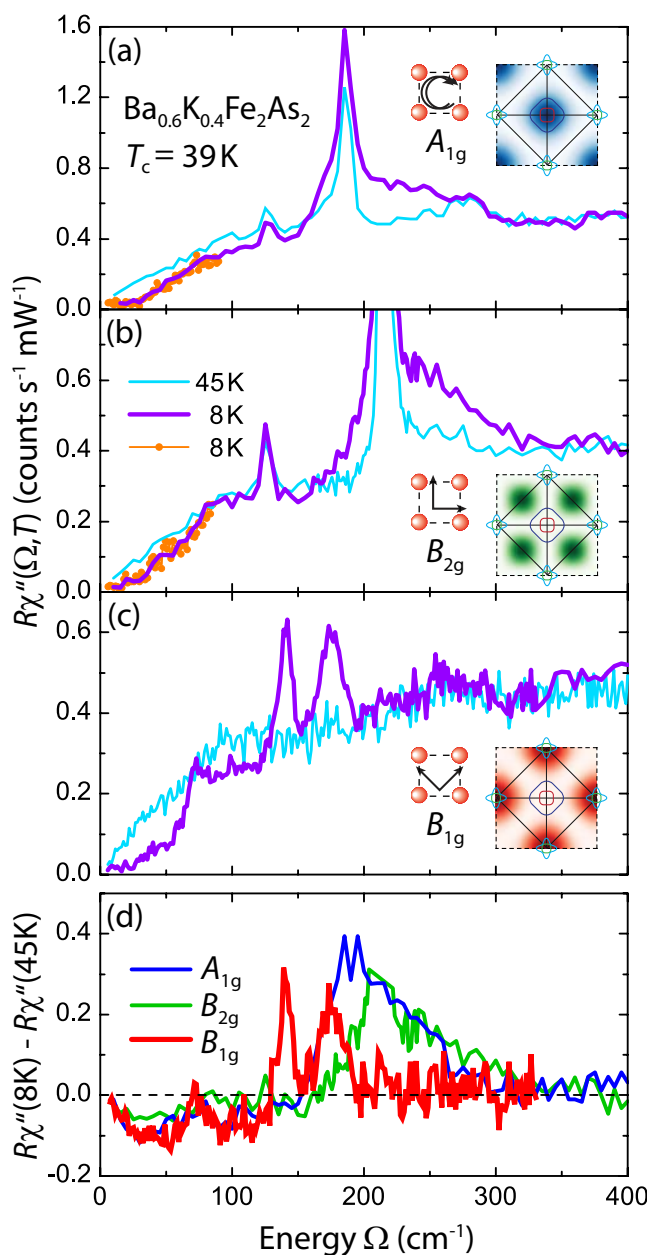 (a)
Ba0.6K0.4Fe2As2
Tc = 39 K
A1g
1.6
1.2
0.8
0.4
0.0
(b)
45 K
8 K
8 K
B2g
0.6
0.4
0.2
0.0
Rχ″(Ω,T) (counts s⁻¹ mW⁻¹)
(c)
B1g
0.6
0.4
0.2
0.0
(d)
A1g
B2g
B1g
0.4
0.2
0.0
-0.2
Rχ″(8K) - Rχ″(45K)
0 100 200 300 400
Energy Ω (cm⁻¹)